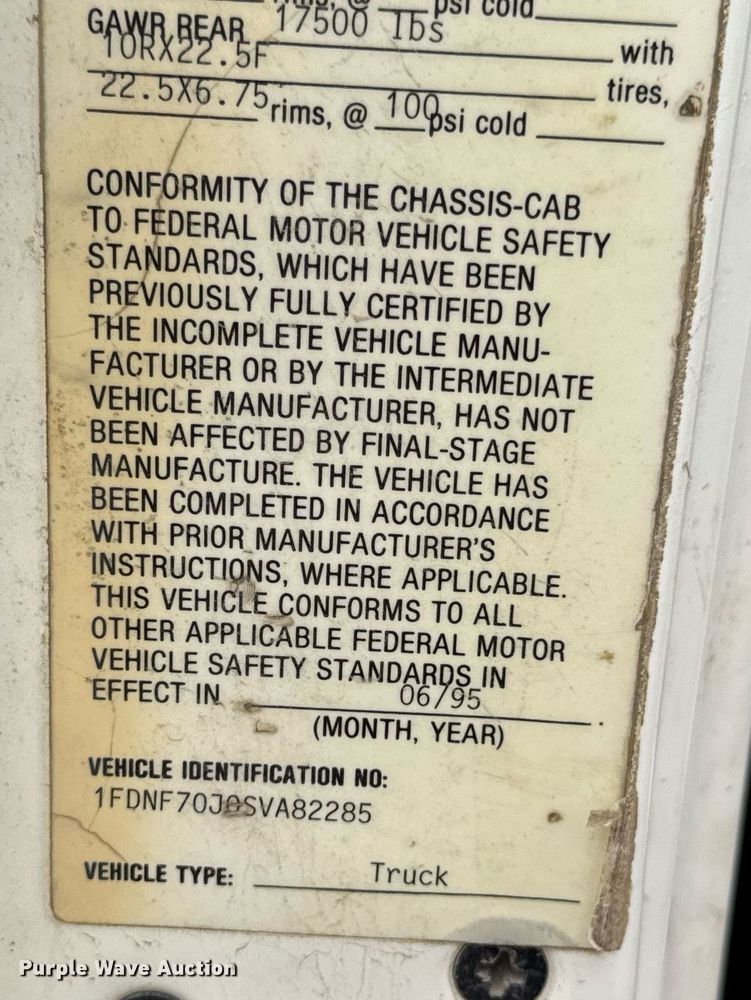 psi cold
GAWR REAR 17500 lbs
with
10RX22.5F
tires,
22.5X6.75 rims, @ 100 psi cold
CONFORMITY OF THE CHASSIS-CAB
TO FEDERAL MOTOR VEHICLE SAFETY
STANDARDS, WHICH HAVE BEEN
PREVIOUSLY FULLY CERTIFIED BY
THE INCOMPLETE VEHICLE MANU-
FACTURER OR BY THE INTERMEDIATE
VEHICLE MANUFACTURER, HAS NOT
BEEN AFFECTED BY FINAL-STAGE
MANUFACTURE. THE VEHICLE HAS
BEEN COMPLETED IN ACCORDANCE
WITH PRIOR MANUFACTURER'S
INSTRUCTIONS, WHERE APPLICABLE.
THIS VEHICLE CONFORMS TO ALL
OTHER APPLICABLE FEDERAL MOTOR
VEHICLE SAFETY STANDARDS IN
EFFECT IN 06/95.
(MONTH, YEAR)
VEHICLE IDENTIFICATION NO:
VEHICLE TYPE: Truck
Purple Wave Auction